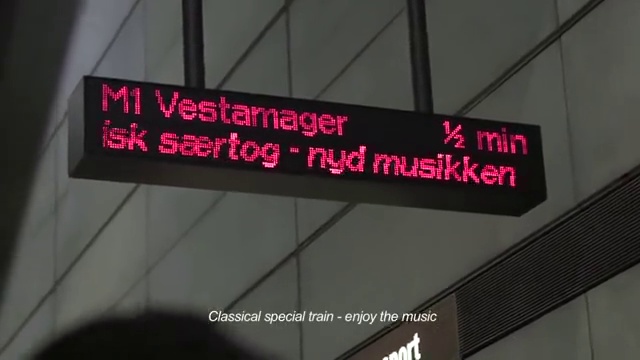 M1 Vestamager ½ min
isk særtog - nyd musikken
Classical special train - enjoy the music